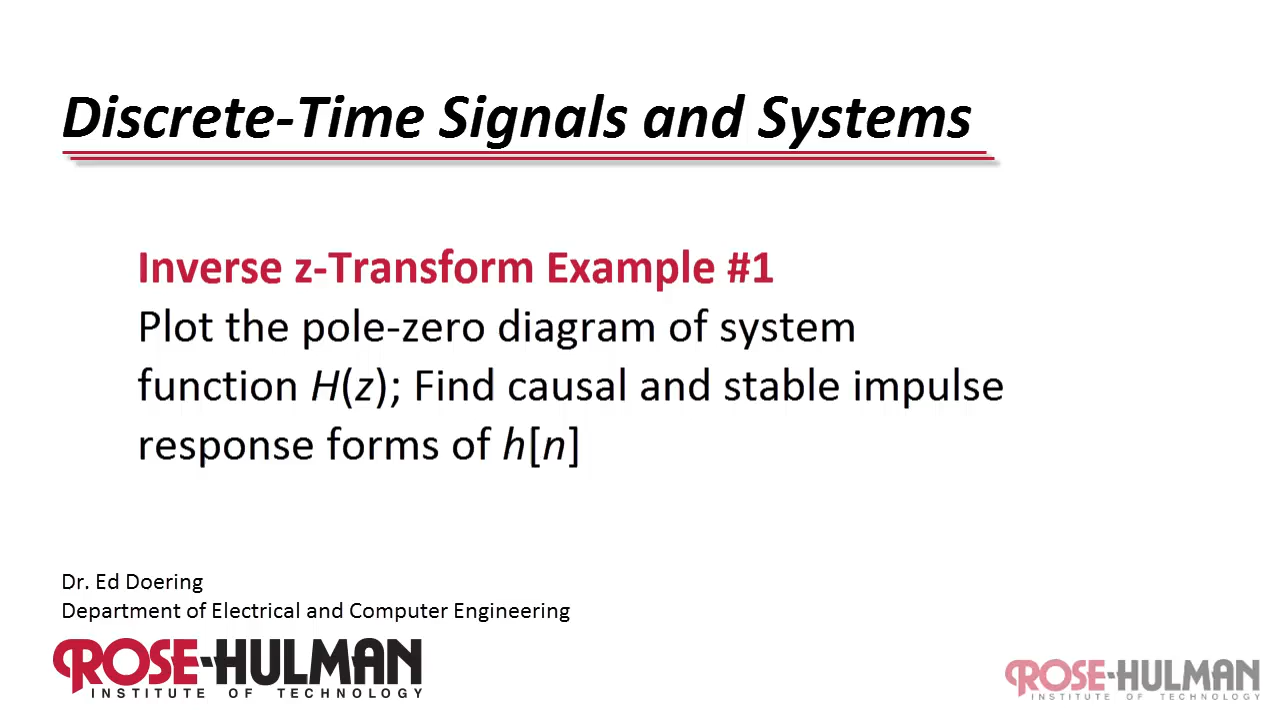 Discrete-Time Signals and Systems
Inverse z-Transform Example #1
Plot the pole-zero diagram of system
function H(z); Find causal and stable impulse
response forms of h[n]
Dr. Ed Doering
Department of Electrical and Computer Engineering
ROSE-HULMAN
INSTITUTE OF TECHNOLOGY
ROSE-HULMAN
INSTITUTE OF TECHNOLOGY